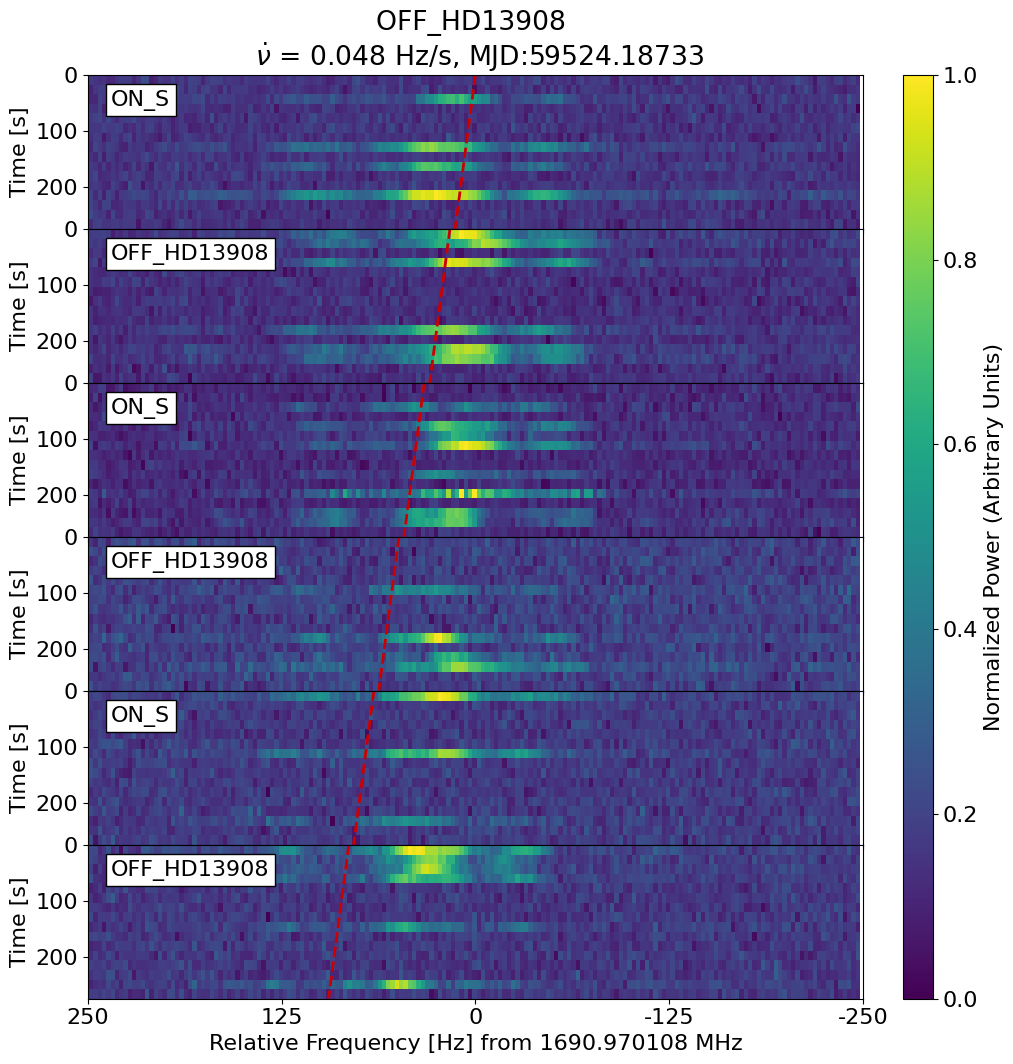 OFF_HD13908
ν̇ = 0.048 Hz/s, MJD:59524.18733
0
100
200
Time [s]
ON_S
0
100
200
Time [s]
OFF_HD13908
0
100
200
Time [s]
ON_S
0
100
200
Time [s]
OFF_HD13908
0
100
200
Time [s]
ON_S
0
100
200
Time [s]
OFF_HD13908
250 125 0 -125 -250
Relative Frequency [Hz] from 1690.970108 MHz
1.0
0.8
0.6
0.4
0.2
0.0
Normalized Power (Arbitrary Units)